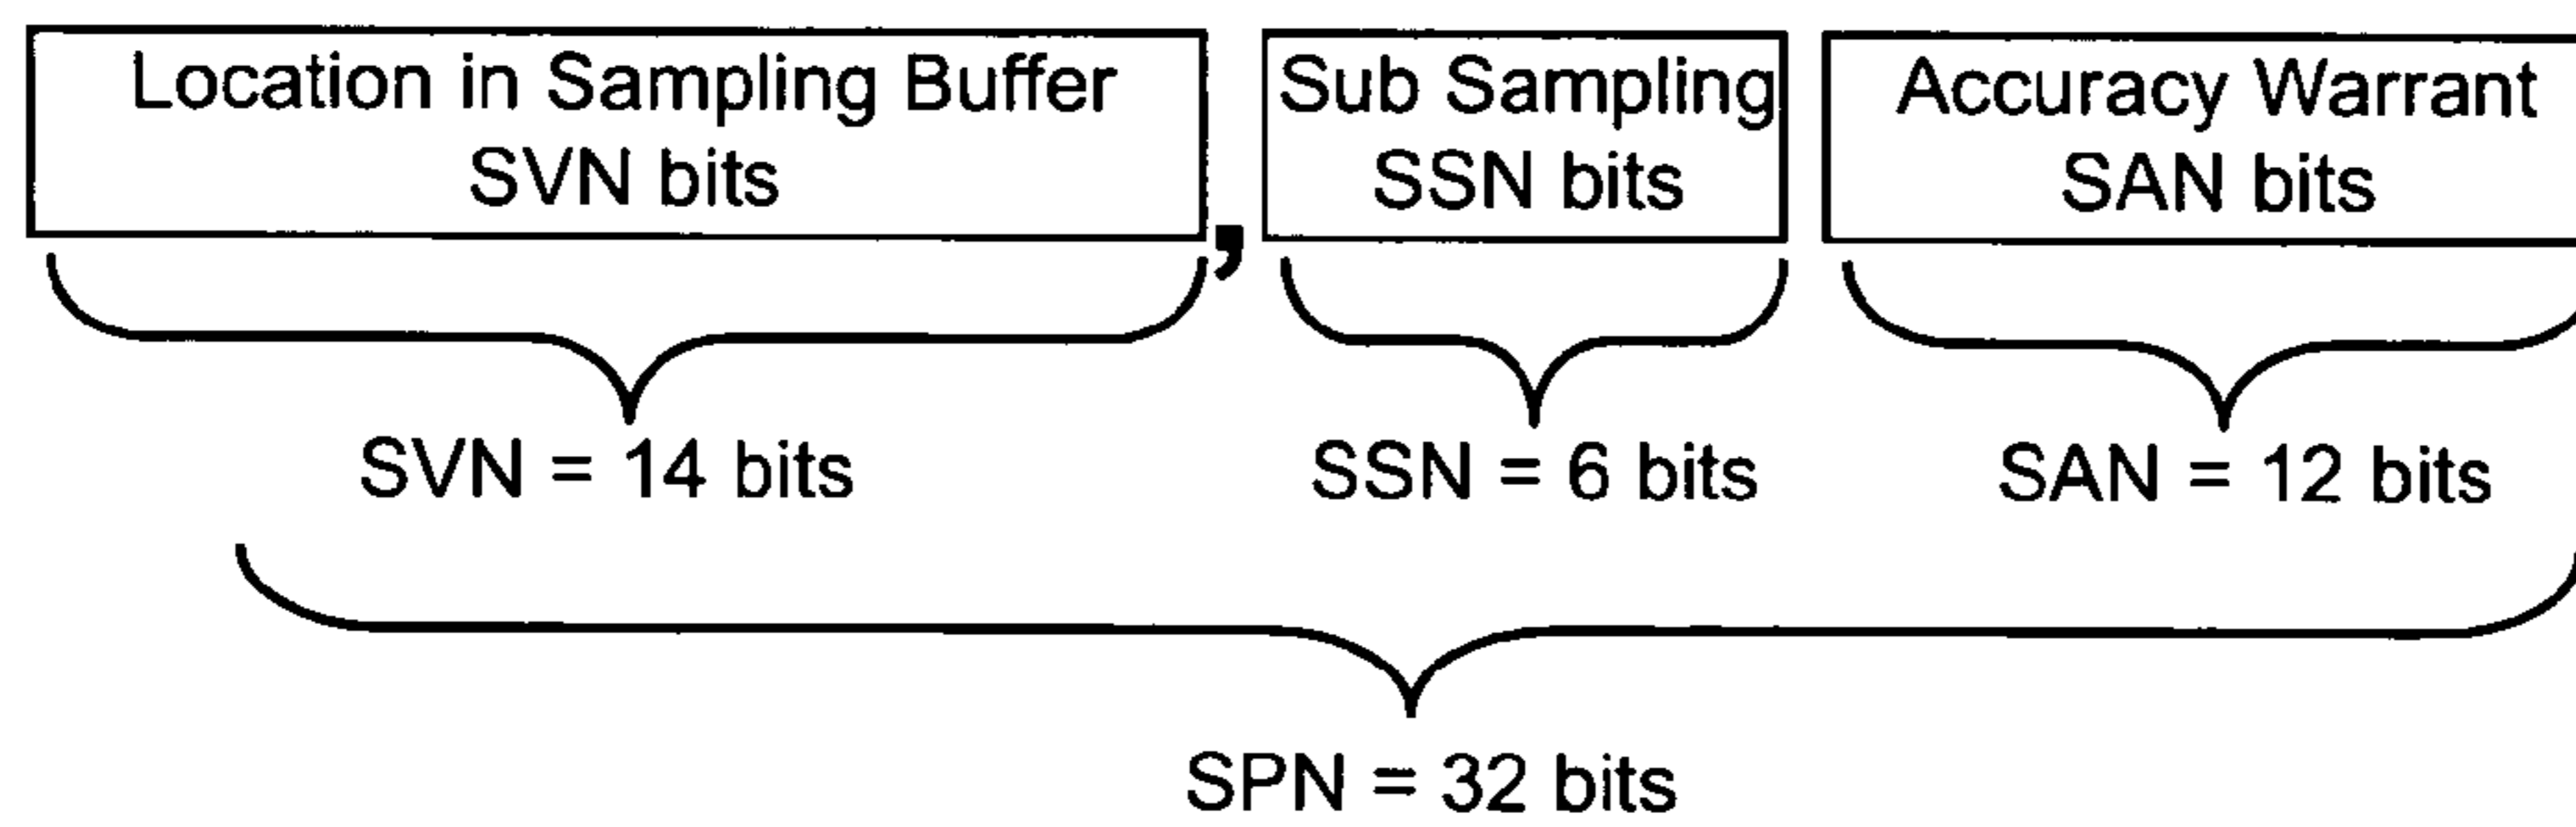 Location in Sampling Buffer
SVN bits
,
Sub Sampling
SSN bits
Accuracy Warrant
SAN bits
SVN = 14 bits
SSN = 6 bits
SAN = 12 bits
SPN = 32 bits